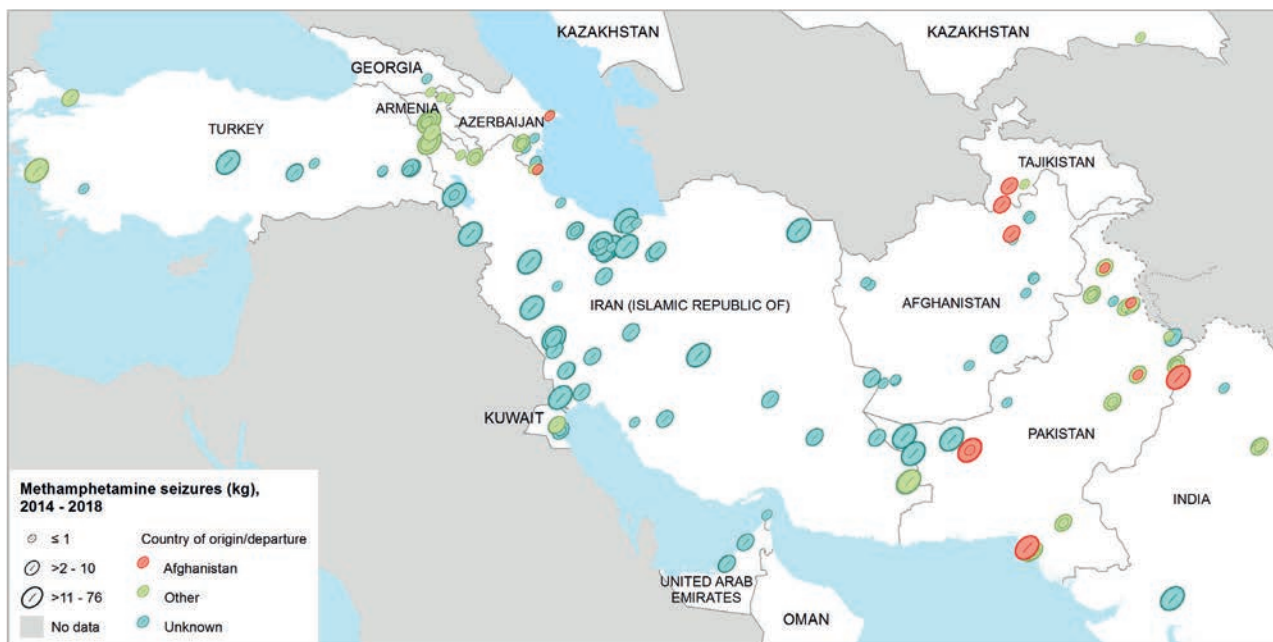 KAZAKHSTAN
KAZAKHSTAN
GEORGIA
ARMENIA
AZERBAIJAN
TURKEY
TAJIKISTAN
IRAN (ISLAMIC REPUBLIC OF)
AFGHANISTAN
KUWAIT
PAKISTAN
INDIA
UNITED ARAB
EMIRATES
OMAN
Methamphetamine seizures (kg),
2014 - 2018
≤ 1
>2 - 10
>11 - 76
No data
Country of origin/departure
Afghanistan
Other
Unknown